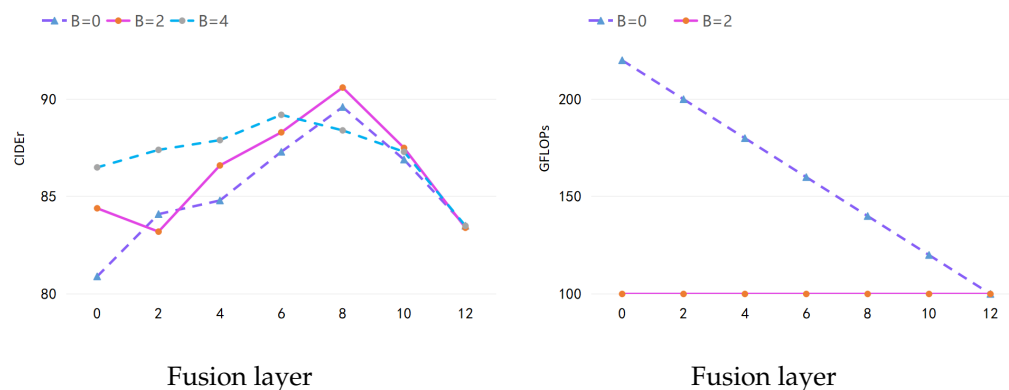 B=0 B=2 B=4
90
85
80
CIDEr
0 2 4 6 8 10 12
Fusion layer
B=0 B=2
200
150
100
GFLOPs
0 2 4 6 8 10 12
Fusion layer